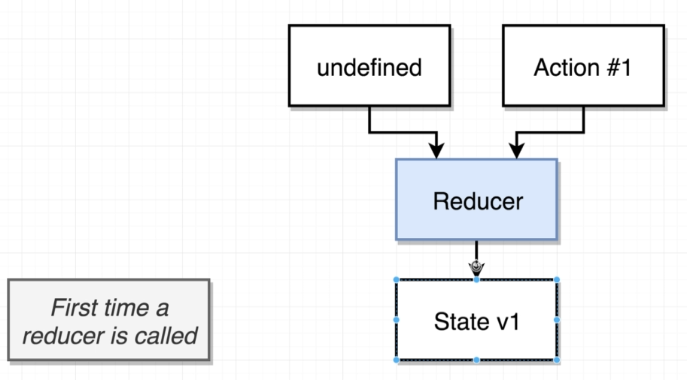 undefined
Action #1
Reducer
First time a
reducer is called
State v1